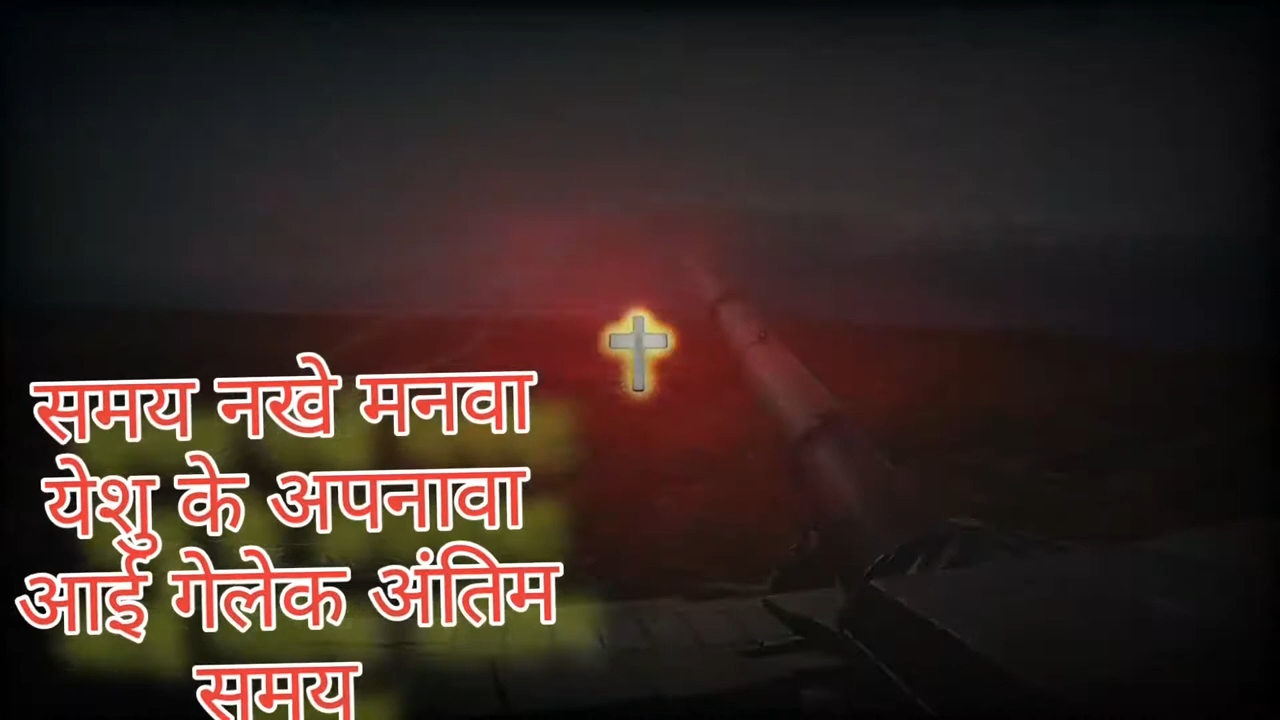 समय नखे मनवा
येशु के अपनावा
आई गेलेक अंतिम
समय